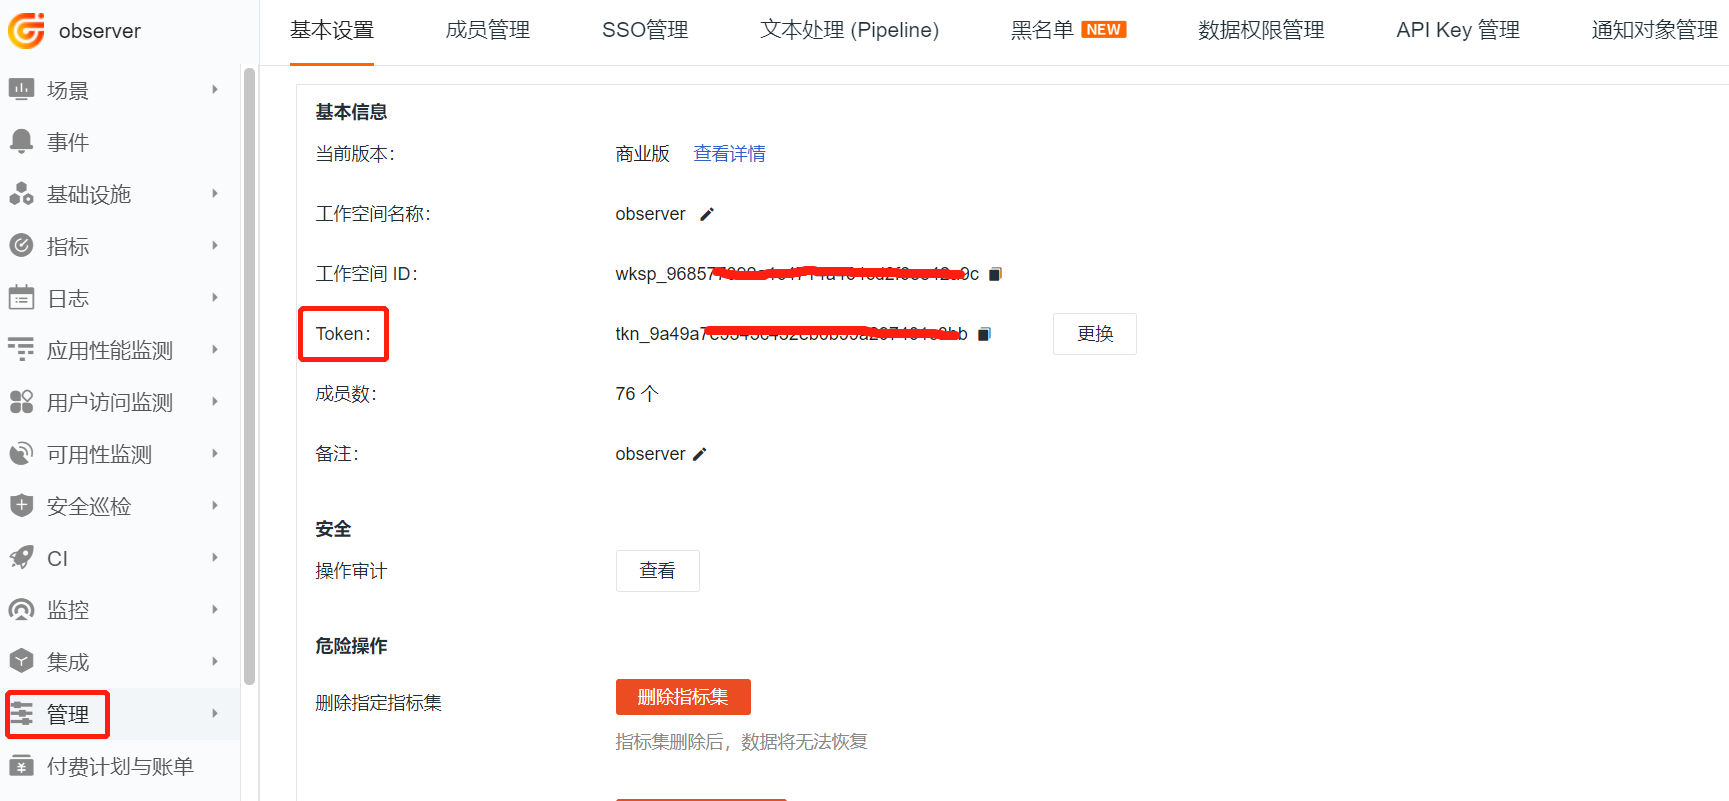 observer
基本设置
成员管理
SSO管理
文本处理 (Pipeline)
黑名单 NEW
数据权限管理
API Key 管理
通知对象管理
场景
事件
基础设施
指标
日志
应用性能监测
用户访问监测
可用性监测
安全巡检
CI
监控
集成
管理
付费计划与账单
基本信息
当前版本： 商业版 查看详情
工作空间名称： observer
工作空间 ID： wksp_96857 9c
Token： tkn_9a49a7 b 更换
成员数： 76 个
备注： observer
安全
操作审计 查看
危险操作
删除指定指标集 删除指标集
指标集删除后，数据将无法恢复